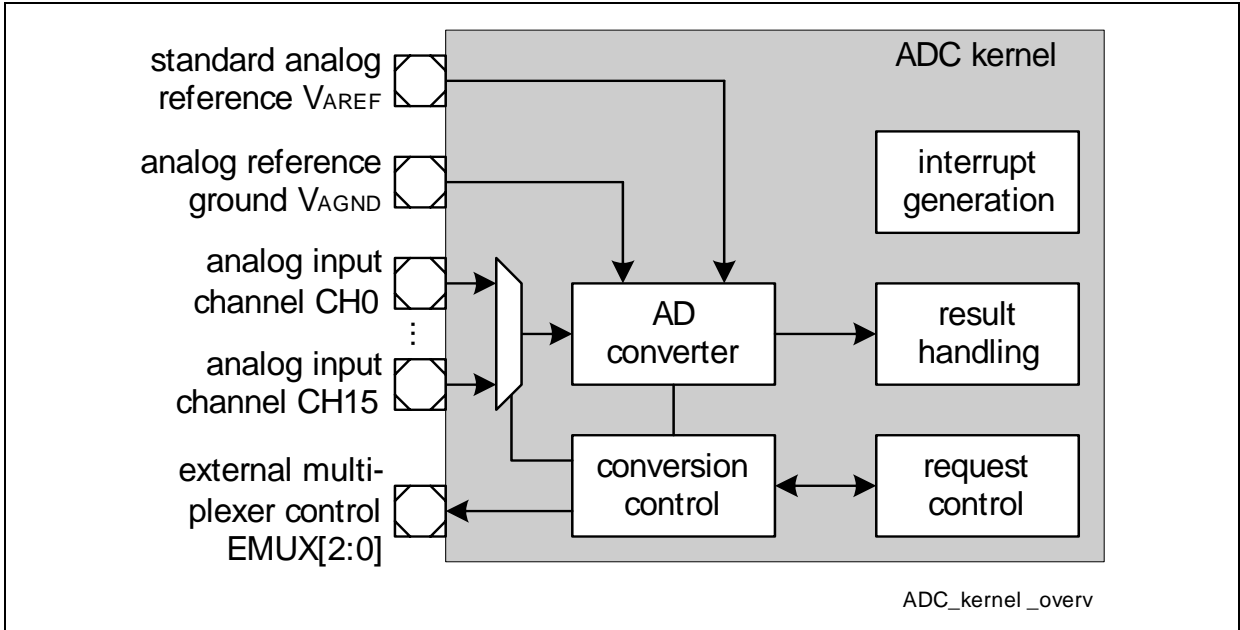 ADC kernel
standard analog
reference VAREF
analog reference
ground VAGND
analog input
channel CH0
⋮
analog input
channel CH15
external multi-
plexer control
EMUX[2:0]
AD
converter
conversion
control
interrupt
generation
result
handling
request
control
ADC_kernel _overv